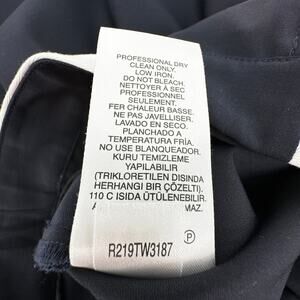 PROFESSIONAL DRY
CLEAN ONLY.
LOW IRON.
DO NOT BLEACH.
NETTOYER A SEC
PROFESSIONNEL
SEULEMENT.
FER CHALEUR BASSE.
NE PAS JAVELLISER.
LAVADO EN SECO.
PLANCHADO A
TEMPERATURA FRÍA.
NO USE BLANQUEADOR.
KURU TEMIZLEME
YAPILABILIR
(TRIKLORETILEN DISINDA
HERHANGI BIR ÇÖZELTI).
110 C ISIDA ÜTÜLENEBILIR.
MAZ.
R219TW3187
P